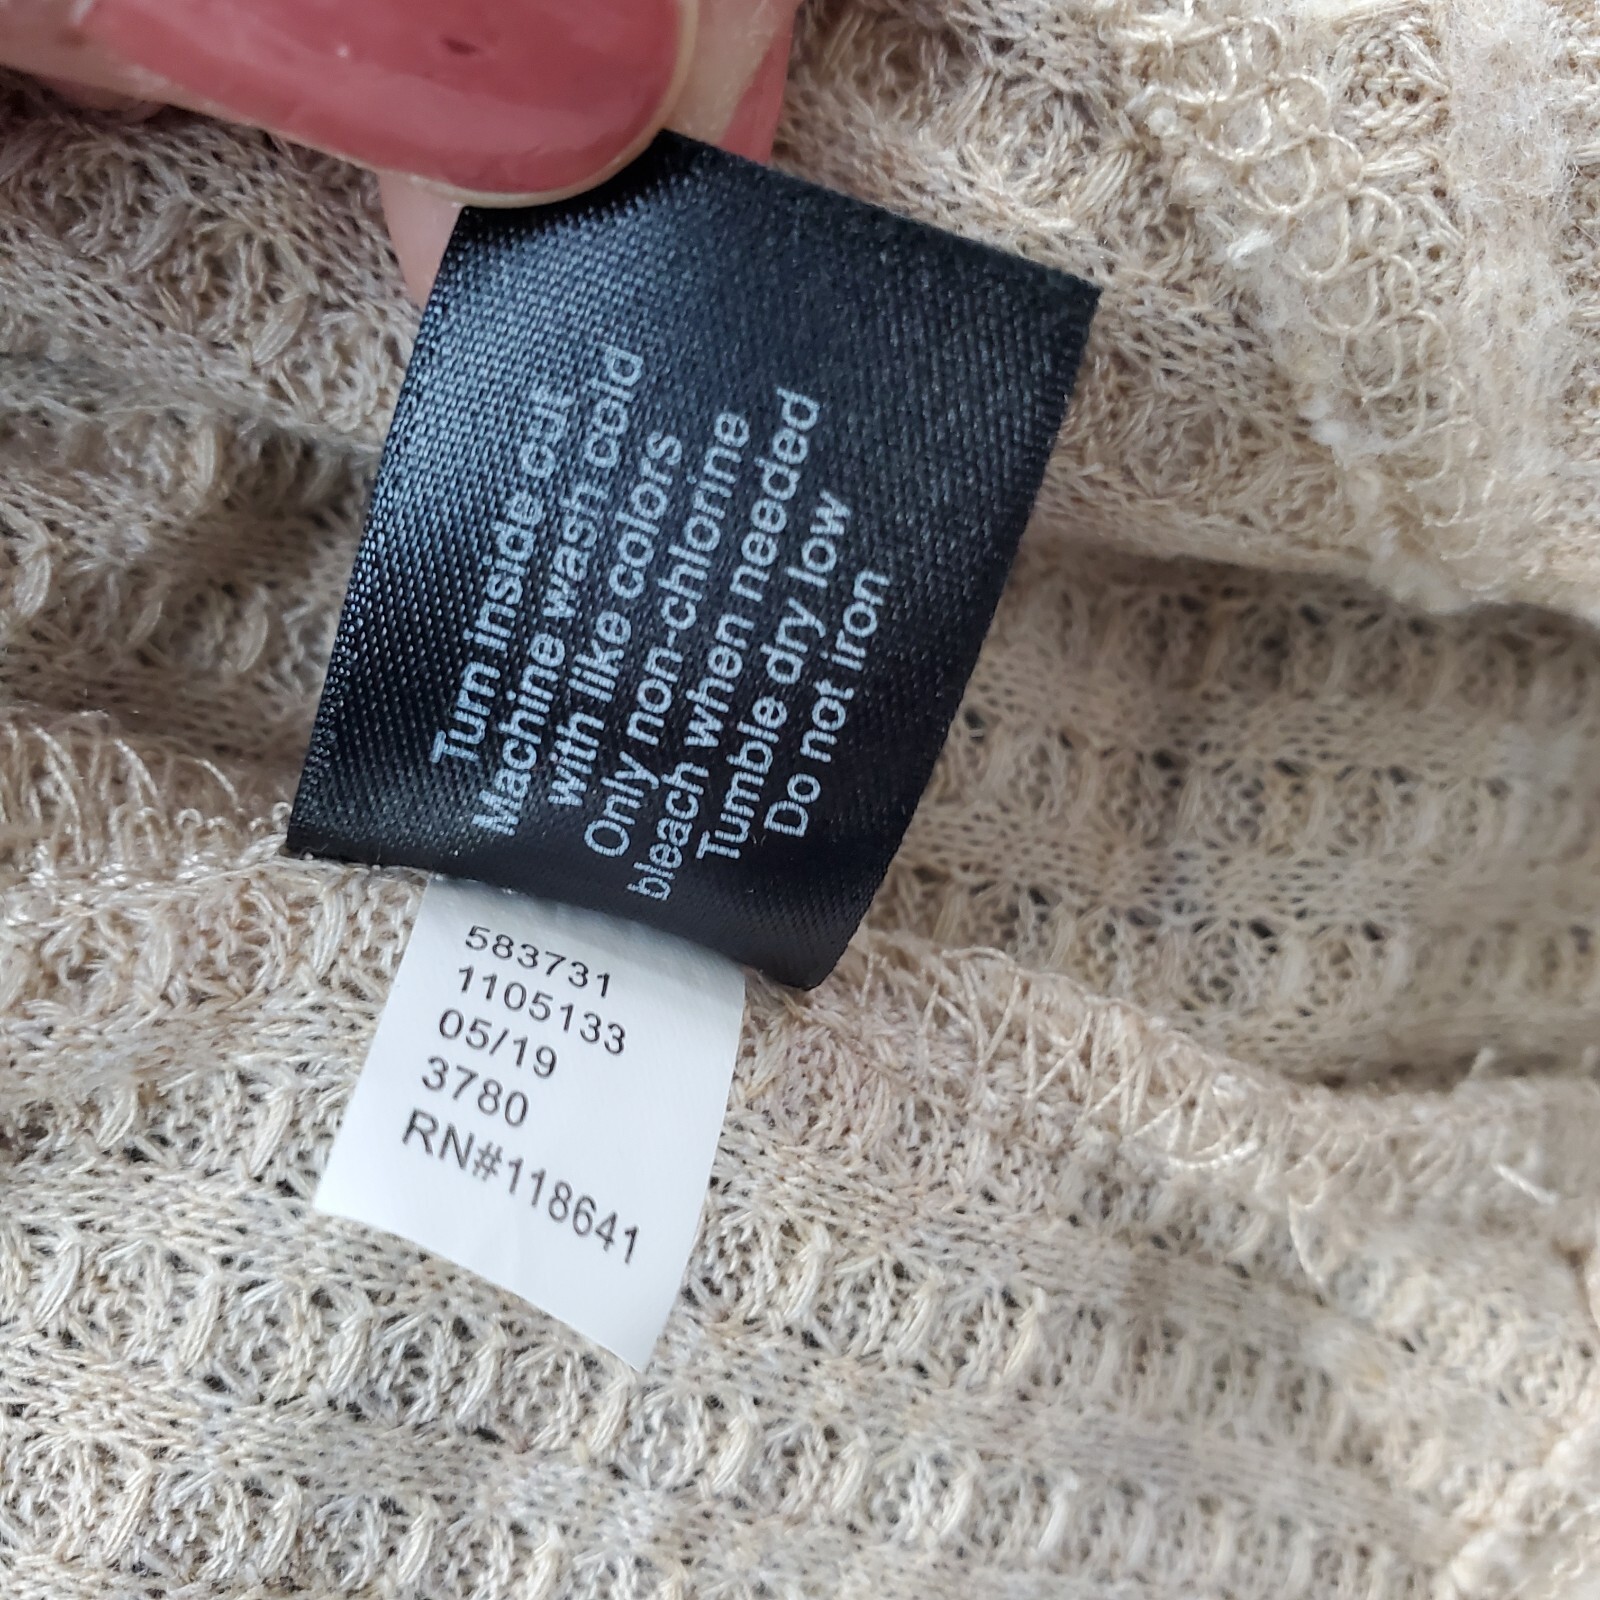 Turn inside out
Machine wash cold
with like colors
Only non-chlorine
bleach when needed
Tumble dry low
Do not iron
583731
1105133
05/19
3780
RN#118641